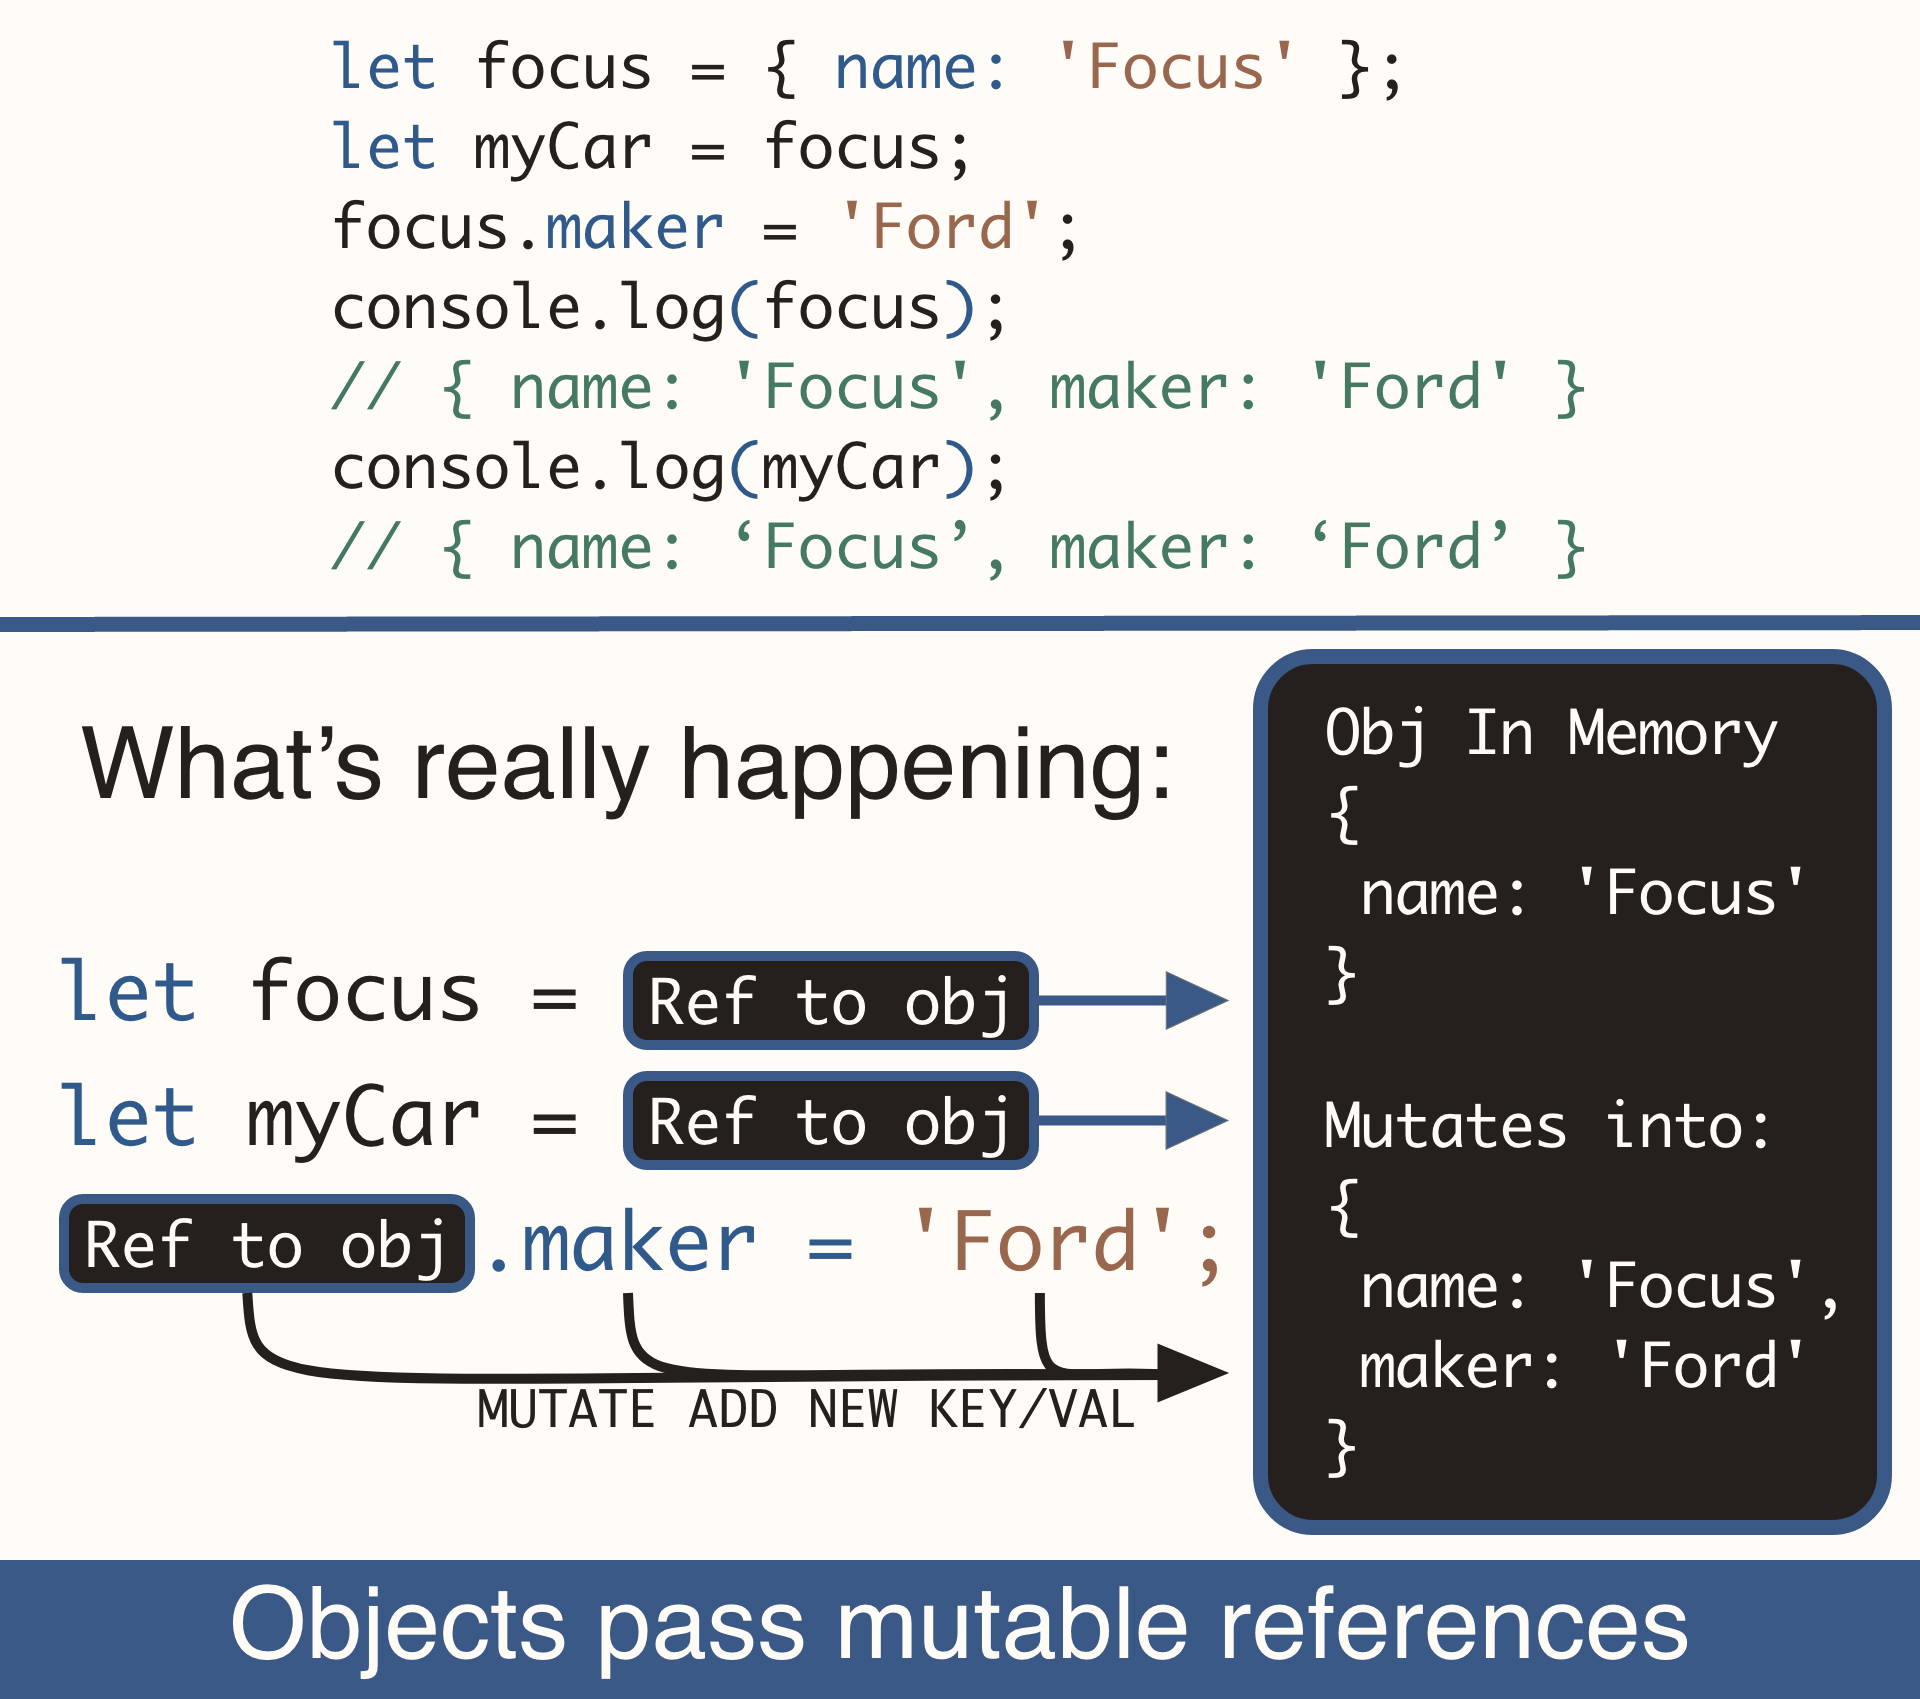 let focus = { name: 'Focus' };
let myCar = focus;
focus.maker = 'Ford';
console.log(focus);
// { name: 'Focus', maker: 'Ford' }
console.log(myCar);
// { name: ‘Focus’, maker: ‘Ford’ }
What’s really happening:
let focus = Ref to obj
let myCar = Ref to obj
Ref to obj.maker = 'Ford';
MUTATE ADD NEW KEY/VAL
Obj In Memory
{
name: 'Focus'
}
Mutates into:
{
name: 'Focus',
maker: 'Ford'
}
Objects pass mutable references